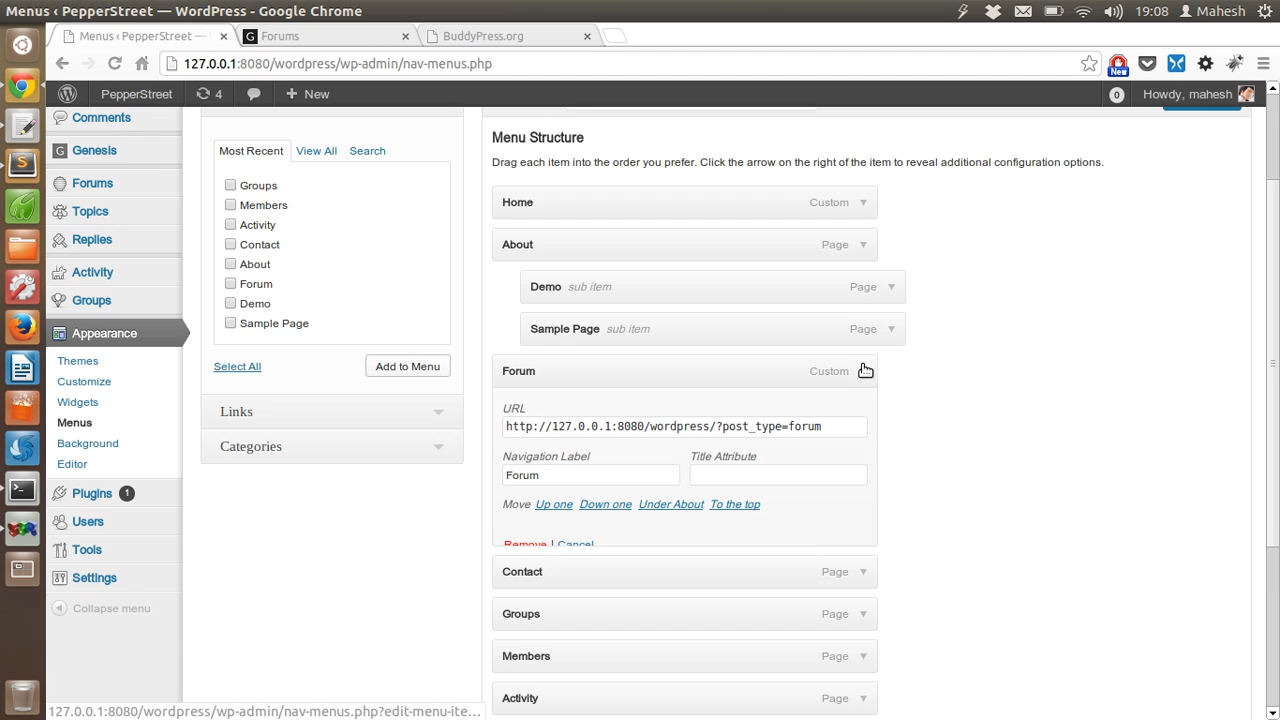 Menus ‹ PepperStreet — WordPress - Google Chrome
19:08 Mahesh
Menus ‹ PepperStreet — × Forums × BuddyPress.org ×
127.0.0.1:8080/wordpress/wp-admin/nav-menus.php
New
PepperStreet 4 + New 0 Howdy, mahesh
Comments
Genesis
Forums
Topics
Replies
Activity
Groups
Appearance
Themes
Customize
Widgets
Menus
Background
Editor
Plugins 1
Users
Tools
Settings
Collapse menu
Most Recent View All Search
Groups
Members
Activity
Contact
About
Forum
Demo
Sample Page
Select All Add to Menu
Links
Categories
Menu Structure
Drag each item into the order you prefer. Click the arrow on the right of the item to reveal additional configuration options.
Home Custom
About Page
Demo sub item Page
Sample Page sub item Page
Forum Custom
URL
http://127.0.0.1:8080/wordpress/?post_type=forum
Navigation Label Title Attribute
Forum
Move Up one Down one Under About To the top
Remove | Cancel
Contact Page
Groups Page
Members Page
Activity Page
127.0.0.1:8080/wordpress/wp-admin/nav-menus.php?edit-menu-ite…